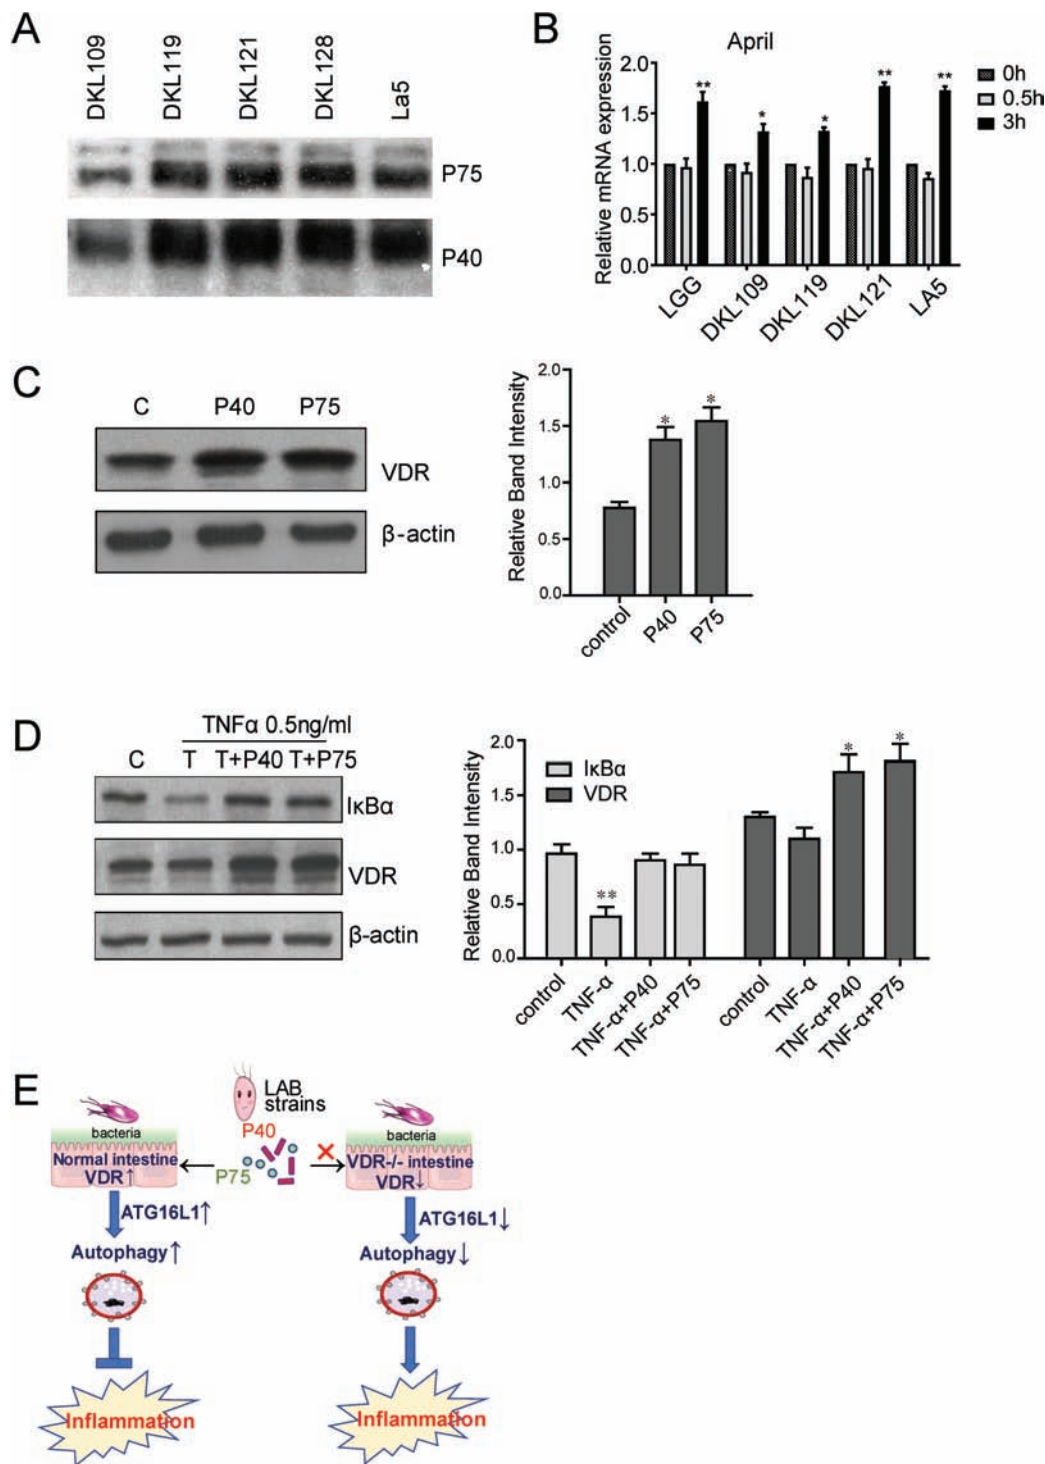 A
DKL109
DKL119
DKL121
DKL128
La5
P75
P40
B
April
Relative mRNA expression
2.0
1.5
1.0
0.5
0.0
** * * ** **
0h
0.5h
3h
LGG
DKL109
DKL119
DKL121
LA5
C
C P40 P75
VDR
β-actin
Relative Band Intensity
2.0
1.5
1.0
0.5
0.0
* *
control
P40
P75
D
TNFα 0.5ng/ml
C T T+P40 T+P75
IκBα
VDR
β-actin
Relative Band Intensity
2.0
1.5
1.0
0.5
0.0
IκBα
VDR
** * *
control
TNF-α
TNF-α+P40
TNF-α+P75
control
TNF-α
TNF-α+P40
TNF-α+P75
E
LAB
strains
P40
P75
bacteria
Normal intestine
VDR↑
ATG16L1↑
Autophagy↑
Inflammation
bacteria
VDR-/- intestine
VDR↓
ATG16L1↓
Autophagy↓
Inflammation